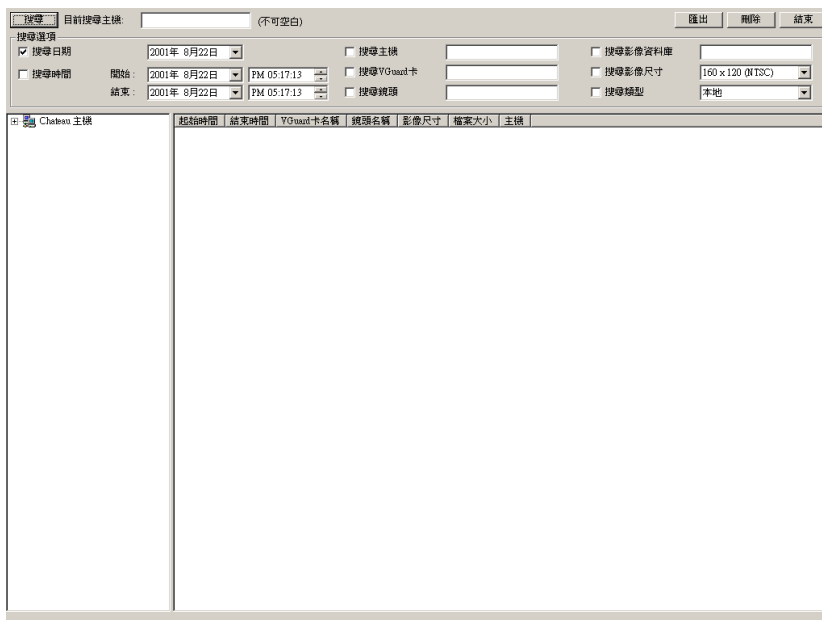 搜尋 目前搜尋主機: (不可空白) 匯出 刪除 結束
搜尋選項
搜尋日期 2001年 8月22日 搜尋主機 搜尋影像資料庫
搜尋時間 開始: 2001年 8月22日 PM 05:17:13 搜尋VGuard卡 搜尋影像尺寸 160 x 120 (NTSC)
結束: 2001年 8月22日 PM 05:17:13 搜尋鏡頭 搜尋類型 本地
Chateau 主機 起始時間 結束時間 VGuard卡名稱 鏡頭名稱 影像尺寸 檔案大小 主機